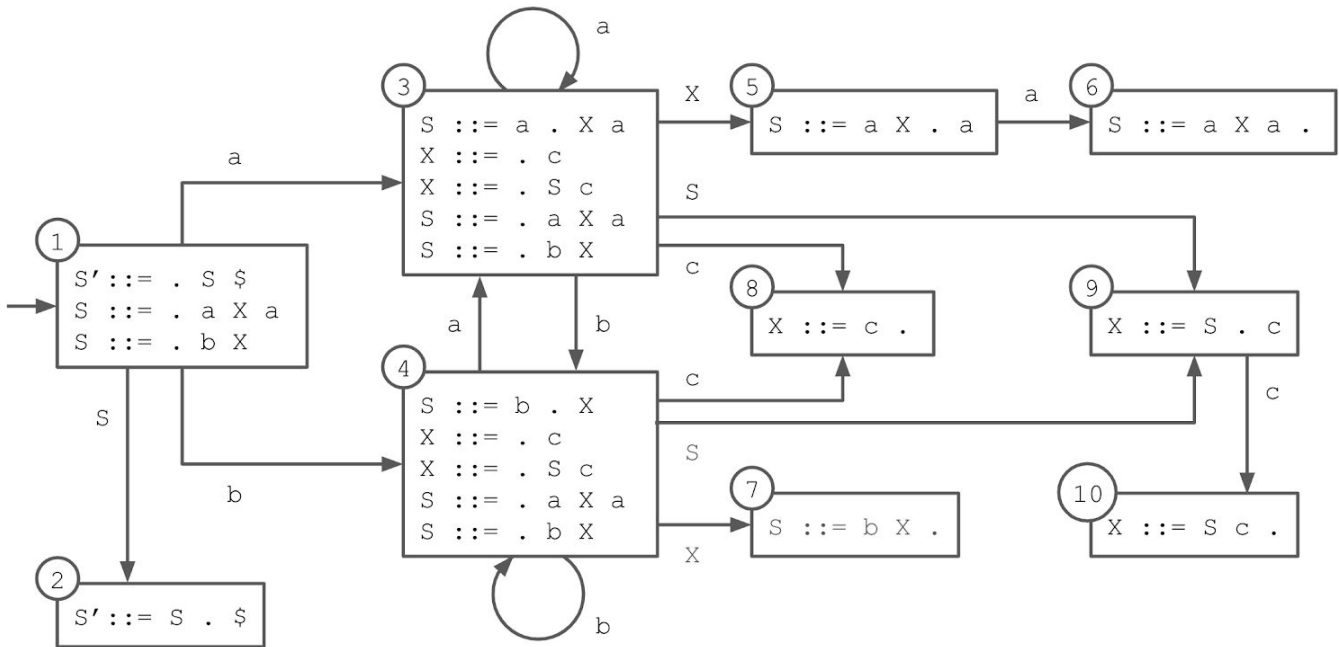 a
3
S ::= a . X a
X ::= . c
X ::= . S c
S ::= . a X a
S ::= . b X
X
5
S ::= a X . a
a
6
S ::= a X a .
a
S
c
1
S′::= . S $
S ::= . a X a
S ::= . b X
8
X ::= c .
9
X ::= S . c
a
b
4
S ::= b . X
X ::= . c
X ::= . S c
S ::= . a X a
S ::= . b X
c
S
X
c
S
b
7
S ::= b X .
10
X ::= S c .
2
S′::= S . $
b